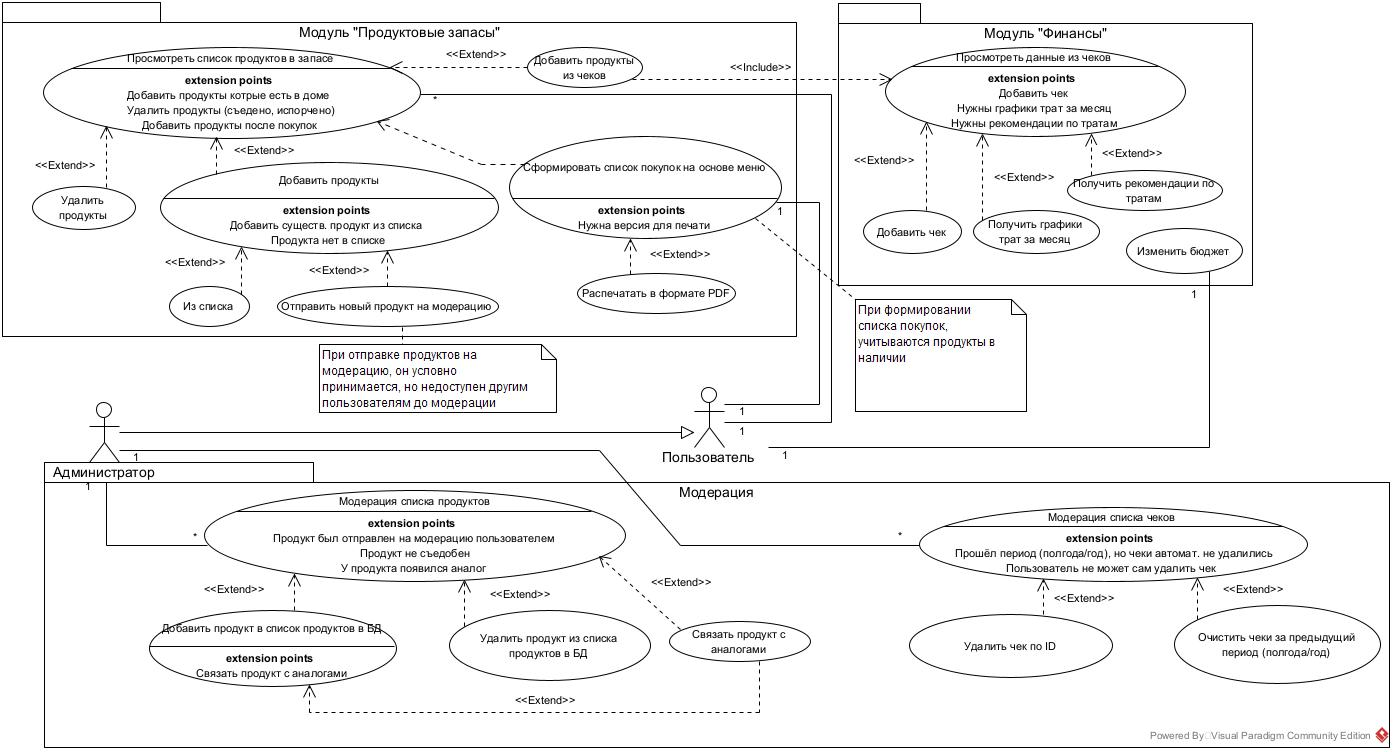 Модуль "Продуктовые запасы"
Просмотреть список продуктов в запасе
extension points
Добавить продукты котрые есть в доме
Удалить продукты (съедено, испорчено)
Добавить продукты после покупок
<<Extend>>
Добавить продукты
из чеков
<<Include>>
*
<<Extend>>
Удалить
продукты
<<Extend>>
Добавить продукты
extension points
Добавить существ. продукт из списка
Продукта нет в списке
<<Extend>>
Из списка
<<Extend>>
Отправить новый продукт на модерацию
Сформировать список покупок на основе меню
extension points
Нужна версия для печати
1
<<Extend>>
Распечатать в формате PDF
Модуль "Финансы"
Просмотреть данные из чеков
extension points
Добавить чек
Нужны графики трат за месяц
Нужны рекомендации по тратам
<<Extend>>
<<Extend>>
<<Extend>>
Получить рекомендации по
тратам
Добавить чек
Получить графики
трат за месяц
Изменить бюджет
1
При формировании
списка покупок,
учитываются продукты в
наличии
При отправке продуктов на
модерацию, он условно
принимается, но недоступен другим
пользователям до модерации
1
1
1
Пользователь
1
Администратор
1
Модерация
*
Модерация списка продуктов
extension points
Продукт был отправлен на модерацию пользователем
Продукт не съедобен
У продукта появился аналог
*
Модерация списка чеков
extension points
Прошёл период (полгода/год), но чеки автомат. не удалились
Пользователь не может сам удалить чек
<<Extend>>
<<Extend>>
<<Extend>>
<<Extend>>
<<Extend>>
Добавить продукт в список продуктов в БД
extension points
Связать продукт с аналогами
Удалить продукт из списка
продуктов в БД
Связать продукт с
аналогами
Удалить чек по ID
Очистить чеки за предыдущий
период (полгода/год)
<<Extend>>
Powered By Visual Paradigm Community Edition